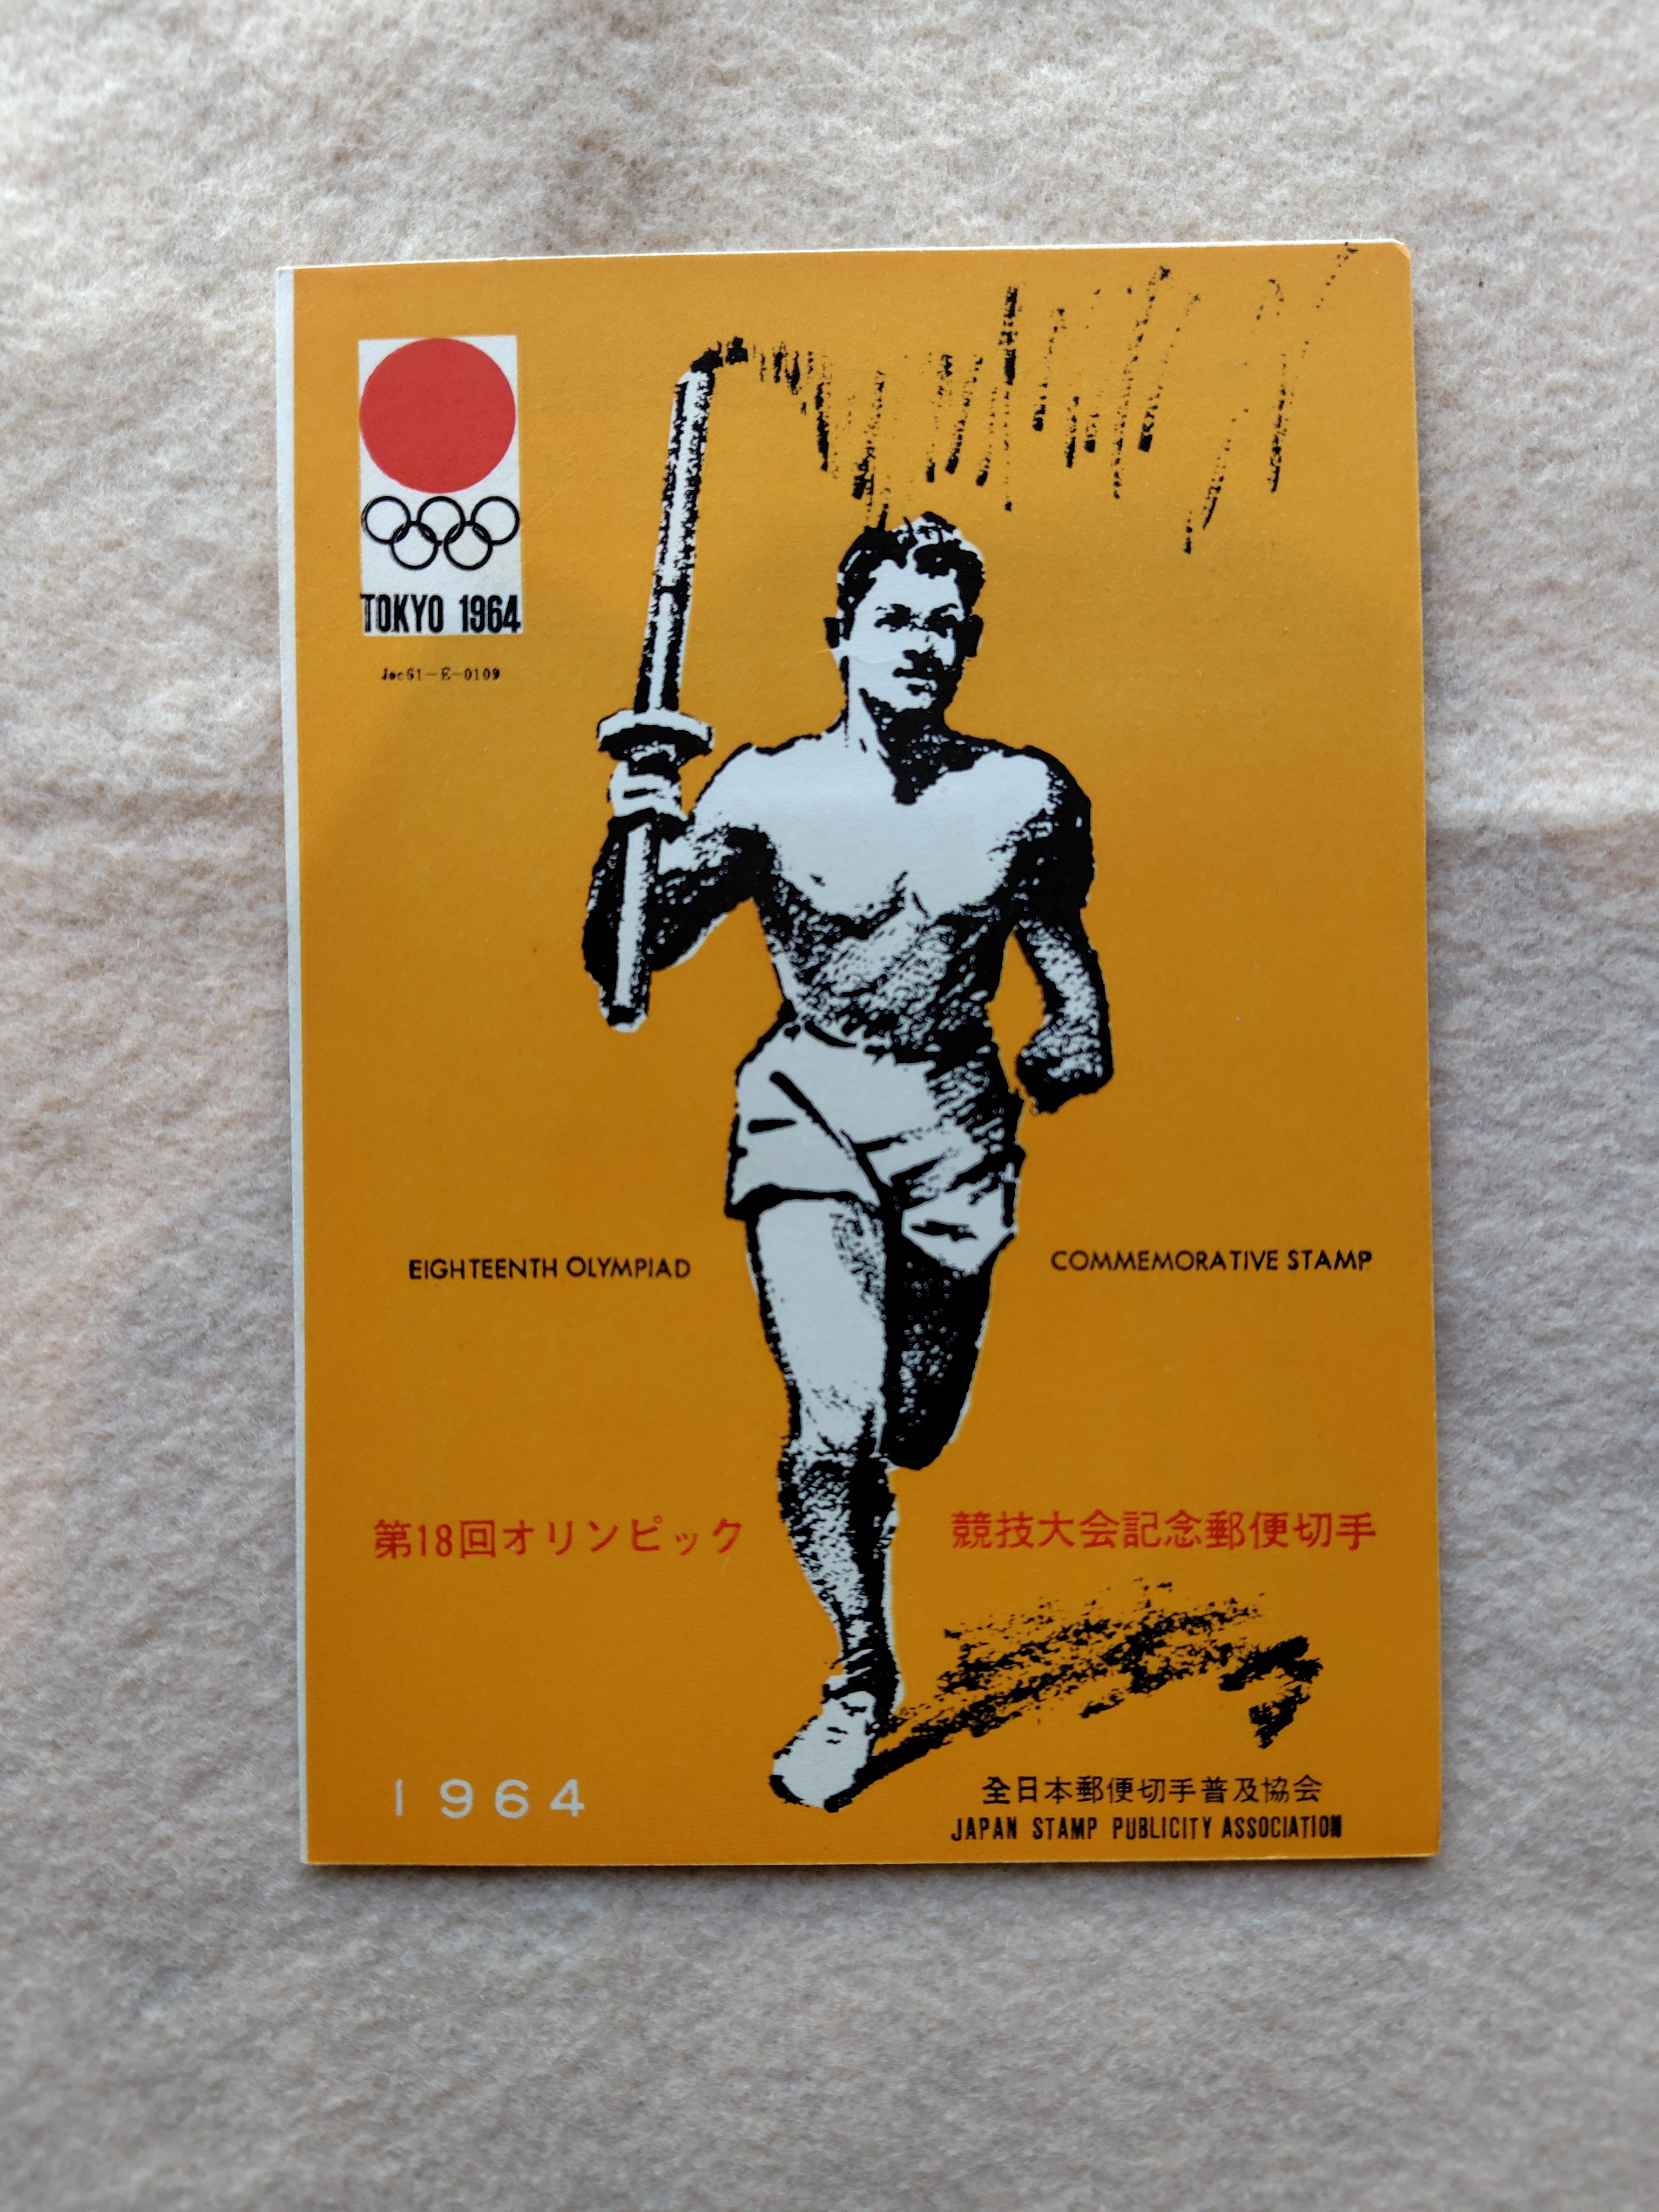 TOKYO 1964
Joc61-E-0109
EIGHTEENTH OLYMPIAD
COMMEMORATIVE STAMP
第18回オリンピック
競技大会記念郵便切手
1964
全日本郵便切手普及協会
JAPAN STAMP PUBLICITY ASSOCIATION